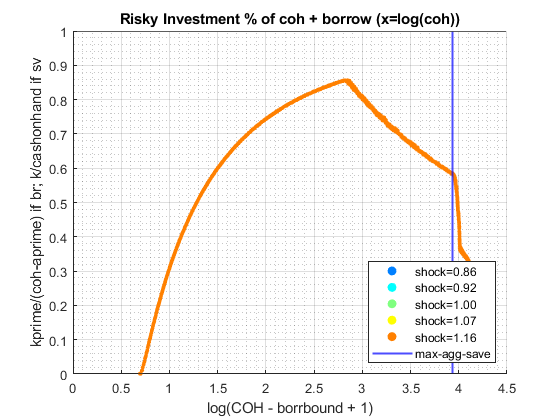 Risky Investment % of coh + borrow (x=log(coh))
kprime/(coh-aprime) if br; k/cashonhand if sv
1
0.9
0.8
0.7
0.6
0.5
0.4
0.3
0.2
0.1
0
0 0.5 1 1.5 2 2.5 3 3.5 4 4.5
log(COH - borrbound + 1)
shock=0.86
shock=0.92
shock=1.00
shock=1.07
shock=1.16
max-agg-save